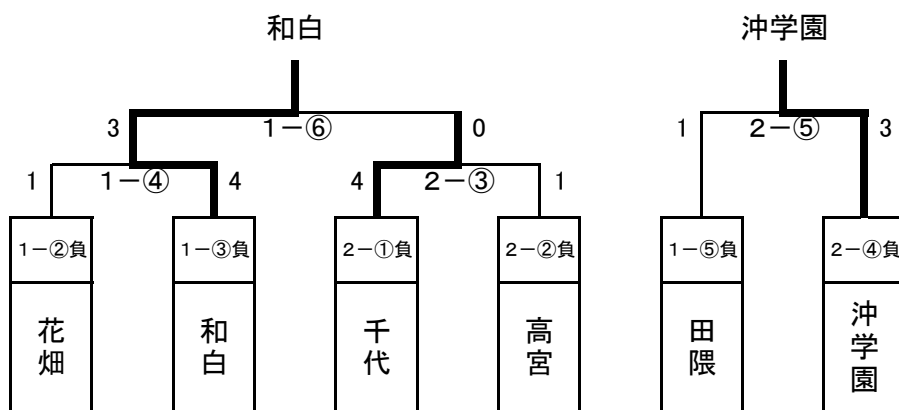 和白 沖学園
3 1－⑥ 0 1 2－⑤ 3
1 1－④ 4 4 2－③ 1
1－②負 1－③負 2－①負 2－②負 1－⑤負 2－④負
花畑 和白 千代 高宮 田隈 沖学園